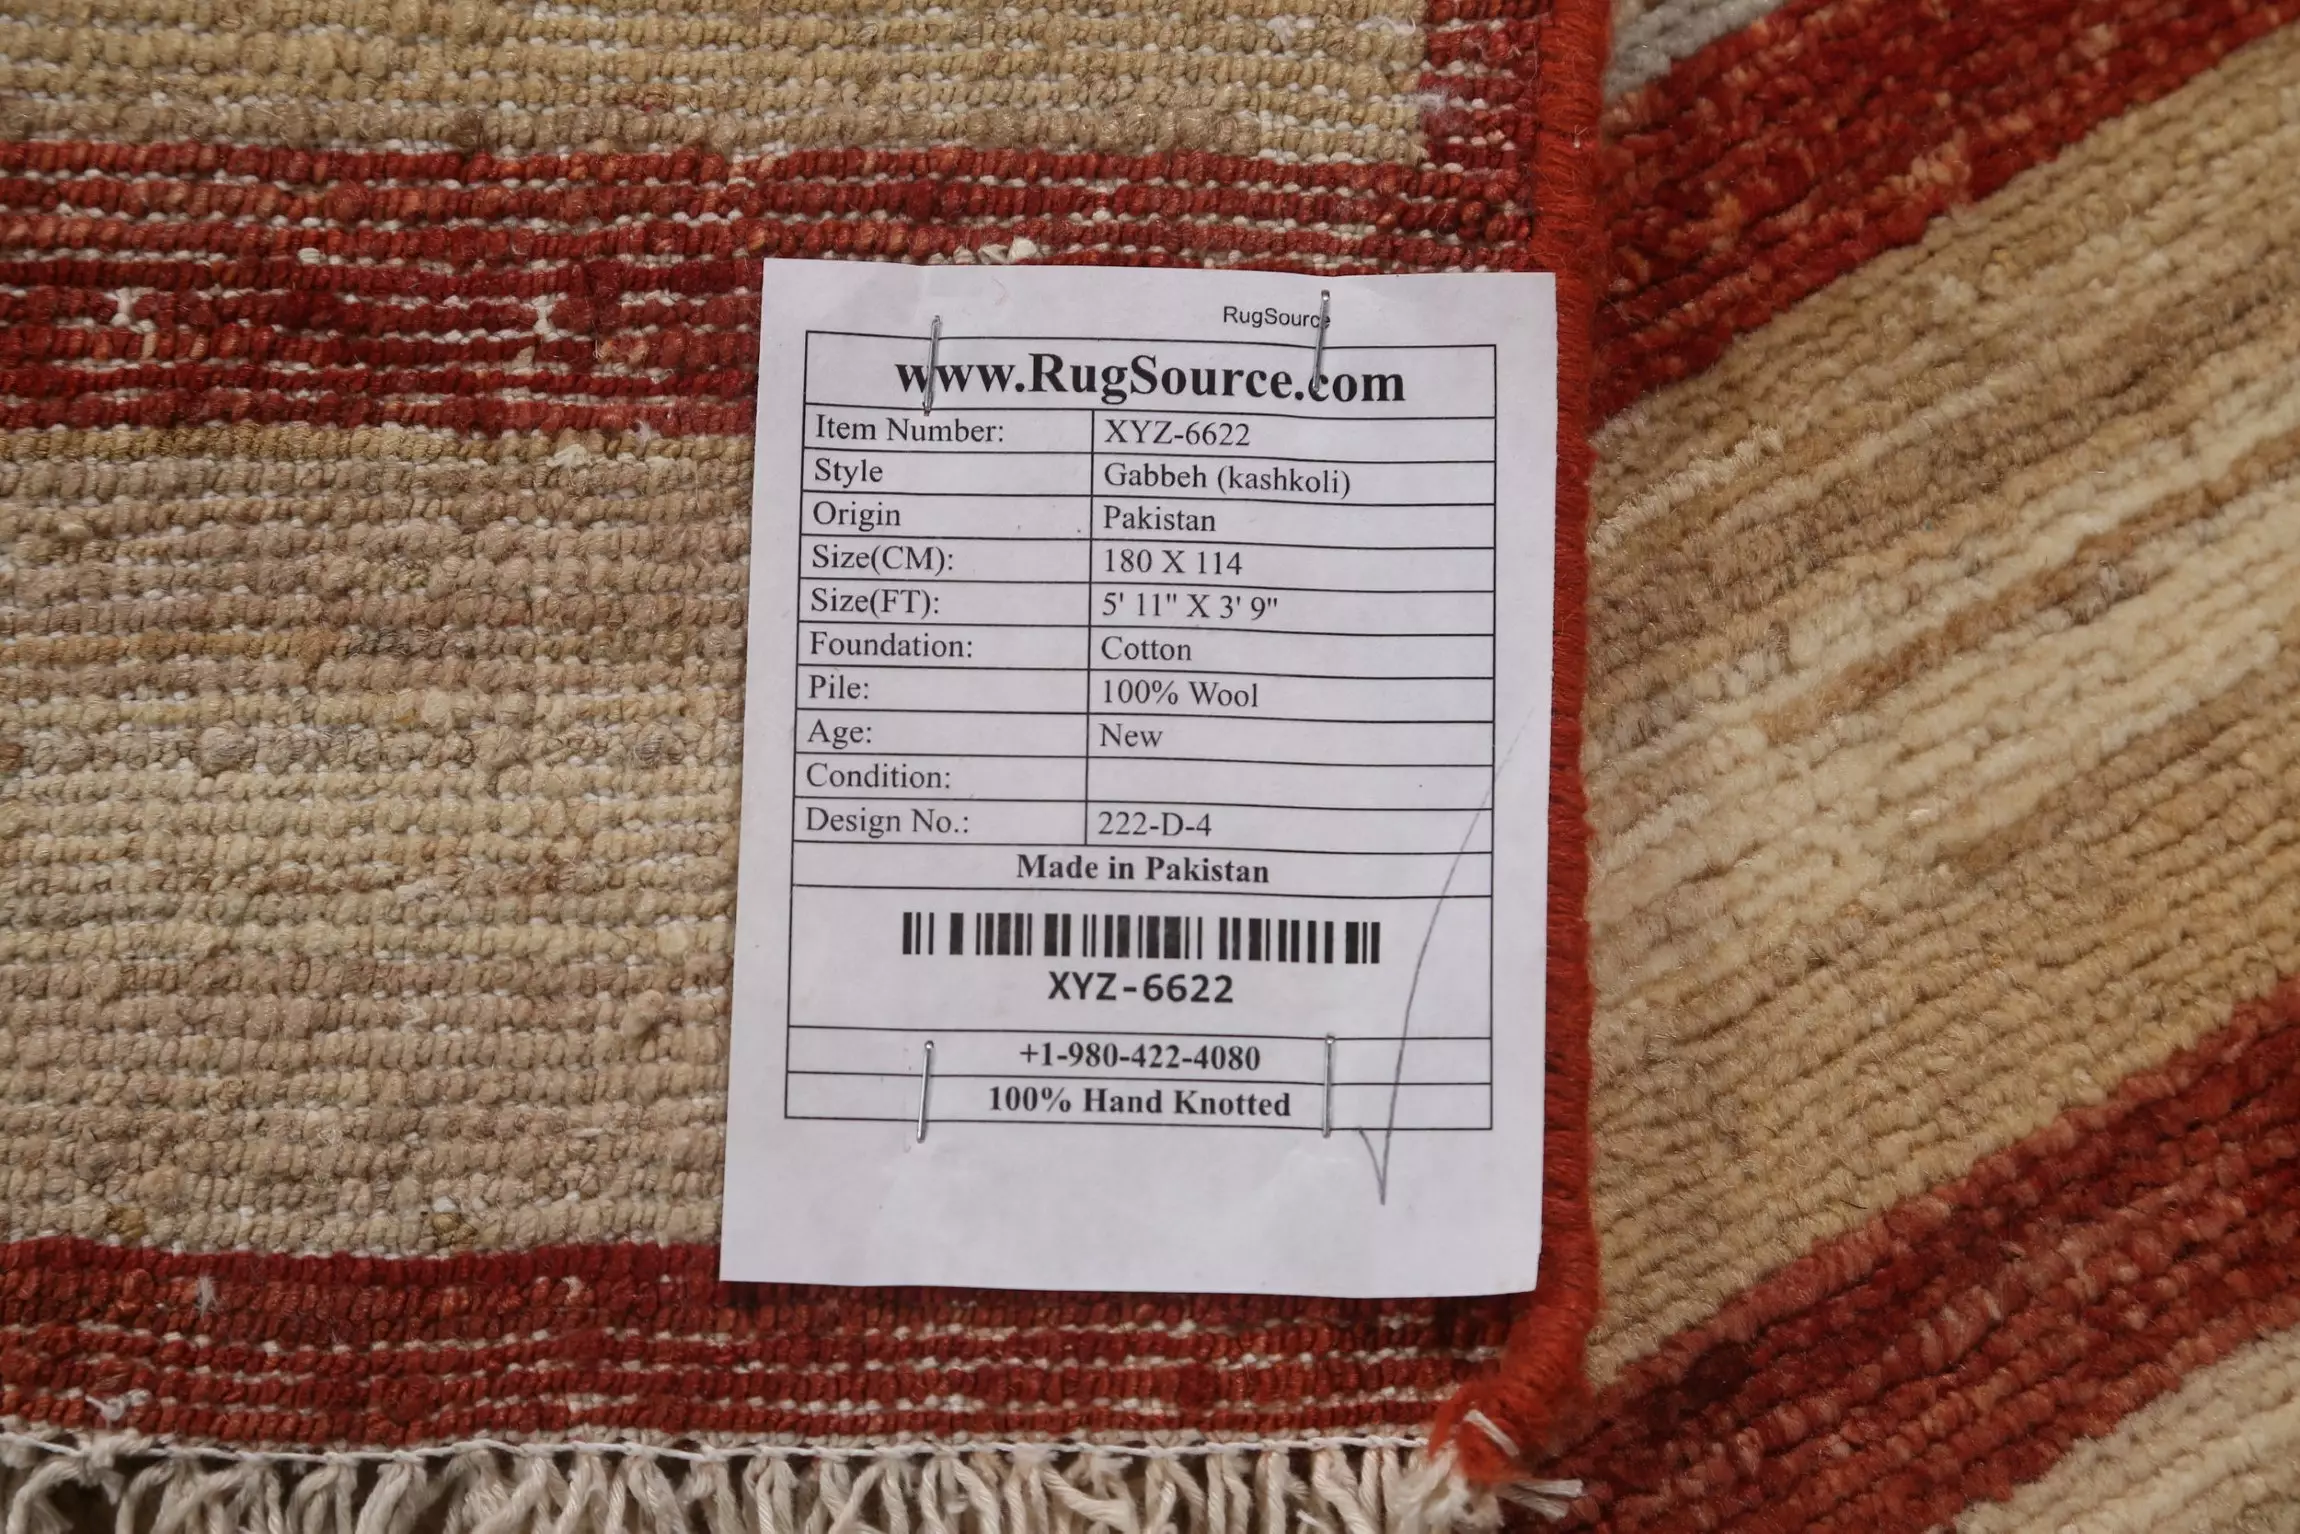 RugSource
www.RugSource.com
Item Number: XYZ-6622
Style Gabbeh (kashkoli)
Origin Pakistan
Size(CM): 180 X 114
Size(FT): 5' 11" X 3' 9"
Foundation: Cotton
Pile: 100% Wool
Age: New
Condition:
Design No.: 222-D-4
Made in Pakistan
XYZ-6622
+1-980-422-4080
100% Hand Knotted